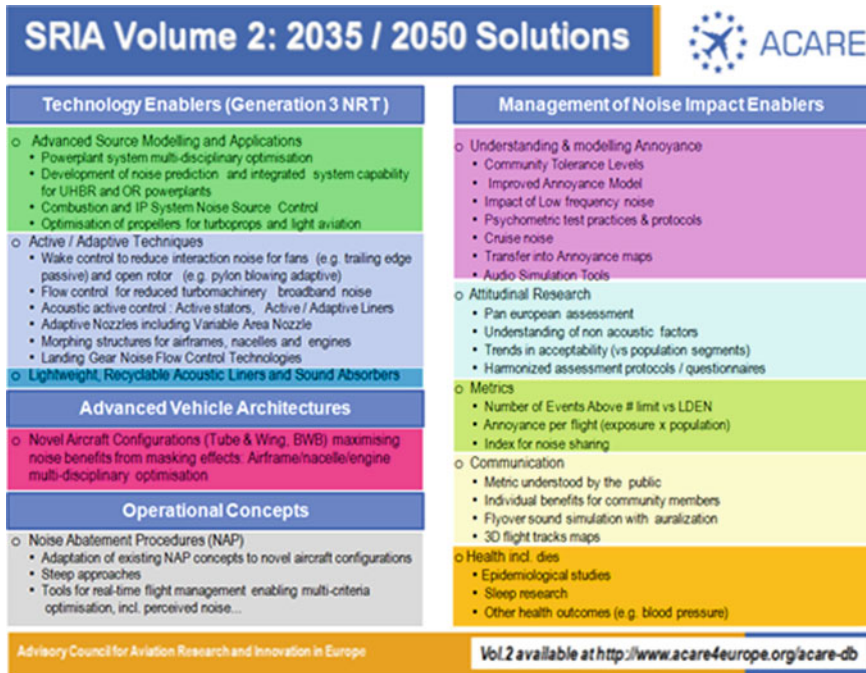 SRIA Volume 2: 2035 / 2050 Solutions
ACARE
Technology Enablers (Generation 3 NRT)
o Advanced Source Modelling and Applications
• Powerplant system multi-disciplinary optimisation
• Development of noise prediction and integrated system capability
for UHBR and OR powerplants
• Combustion and IP System Noise Source Control
• Optimisation of propellers for turboprops and light aviation
o Active / Adaptive Techniques
• Wake control to reduce interaction noise for fans (e.g. trailing edge
passive) and open rotor (e.g. pylon blowing adaptive)
• Flow control for reduced turbomachinery broadband noise
• Acoustic active control : Active stators, Active / Adaptive Liners
• Adaptive Nozzles including Variable Area Nozzle
• Morphing structures for airframes, nacelles and engines
• Landing Gear Noise Flow Control Technologies
o Lightweight, Recyclable Acoustic Liners and Sound Absorbers
Advanced Vehicle Architectures
o Novel Aircraft Configurations (Tube & Wing, BWB) maximising
noise benefits from masking effects: Airframe/nacelle/engine
multi-disciplinary optimisation
Operational Concepts
o Noise Abatement Procedures (NAP)
• Adaptation of existing NAP concepts to novel aircraft configurations
• Steep approaches
• Tools for real-time flight management enabling multi-criteria
optimisation, incl. perceived noise...
Management of Noise Impact Enablers
o Understanding & modelling Annoyance
• Community Tolerance Levels
• Improved Annoyance Model
• Impact of Low frequency noise
• Psychometric test practices & protocols
• Cruise noise
• Transfer into Annoyance maps
• Audio Simulation Tools
o Attitudinal Research
• Pan european assessment
• Understanding of non acoustic factors
• Trends in acceptability (vs population segments)
• Harmonized assessment protocols / questionnaires
o Metrics
• Number of Events Above # limit vs LDEN
• Annoyance per flight (exposure x population)
• Index for noise sharing
o Communication
• Metric understood by the public
• Individual benefits for community members
• Flyover sound simulation with auralization
• 3D flight tracks maps
o Health incl. dies
• Epidemiological studies
• Sleep research
• Other health outcomes (e.g. blood pressure)
Advisory Council for Aviation Research and Innovation in Europe
Vol.2 available at http://www.acare4europe.org/acare-db